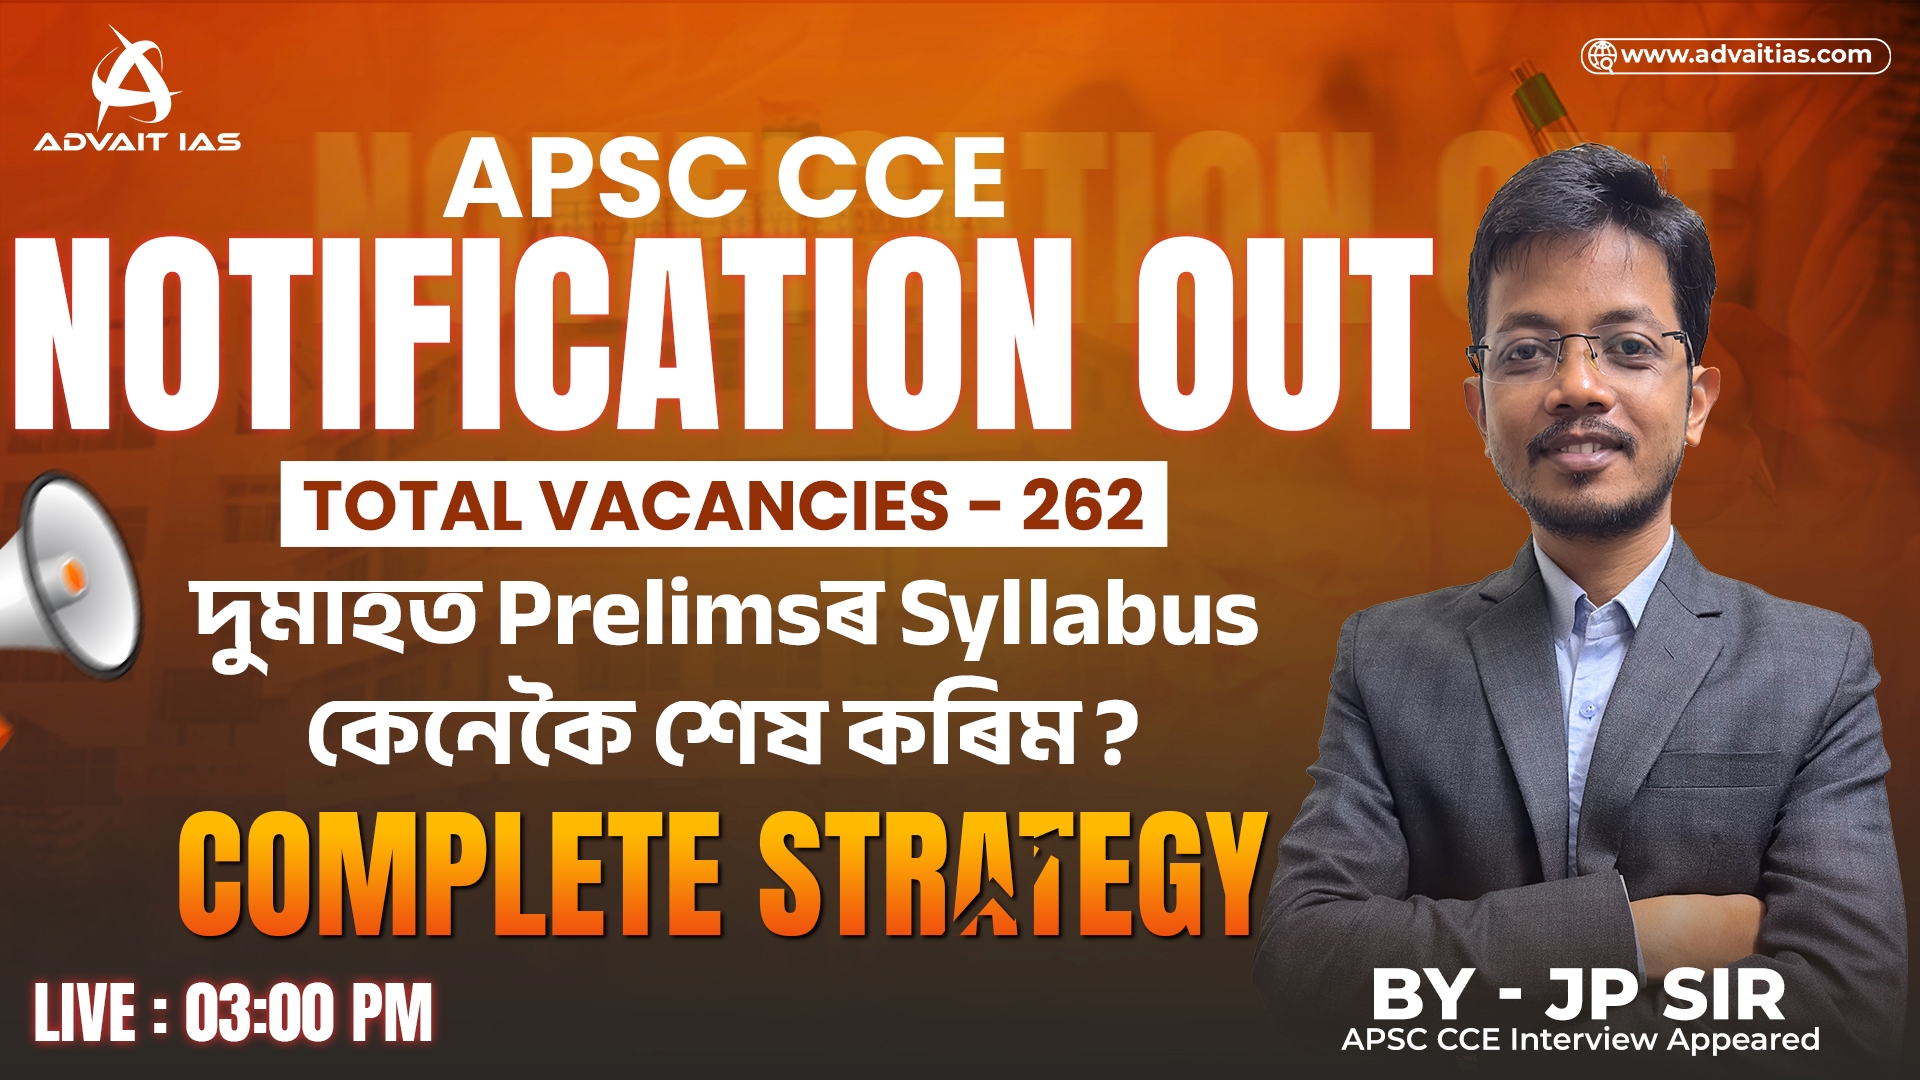 ADVAIT IAS
www.advaitias.com
APSC CCE
NOTIFICATION OUT
TOTAL VACANCIES - 262
দুমাহত Prelimsৰ Syllabus
কেনেকৈ শেষ কৰিম ?
COMPLETE STRATEGY
LIVE : 03:00 PM
BY - JP SIR
APSC CCE Interview Appeared